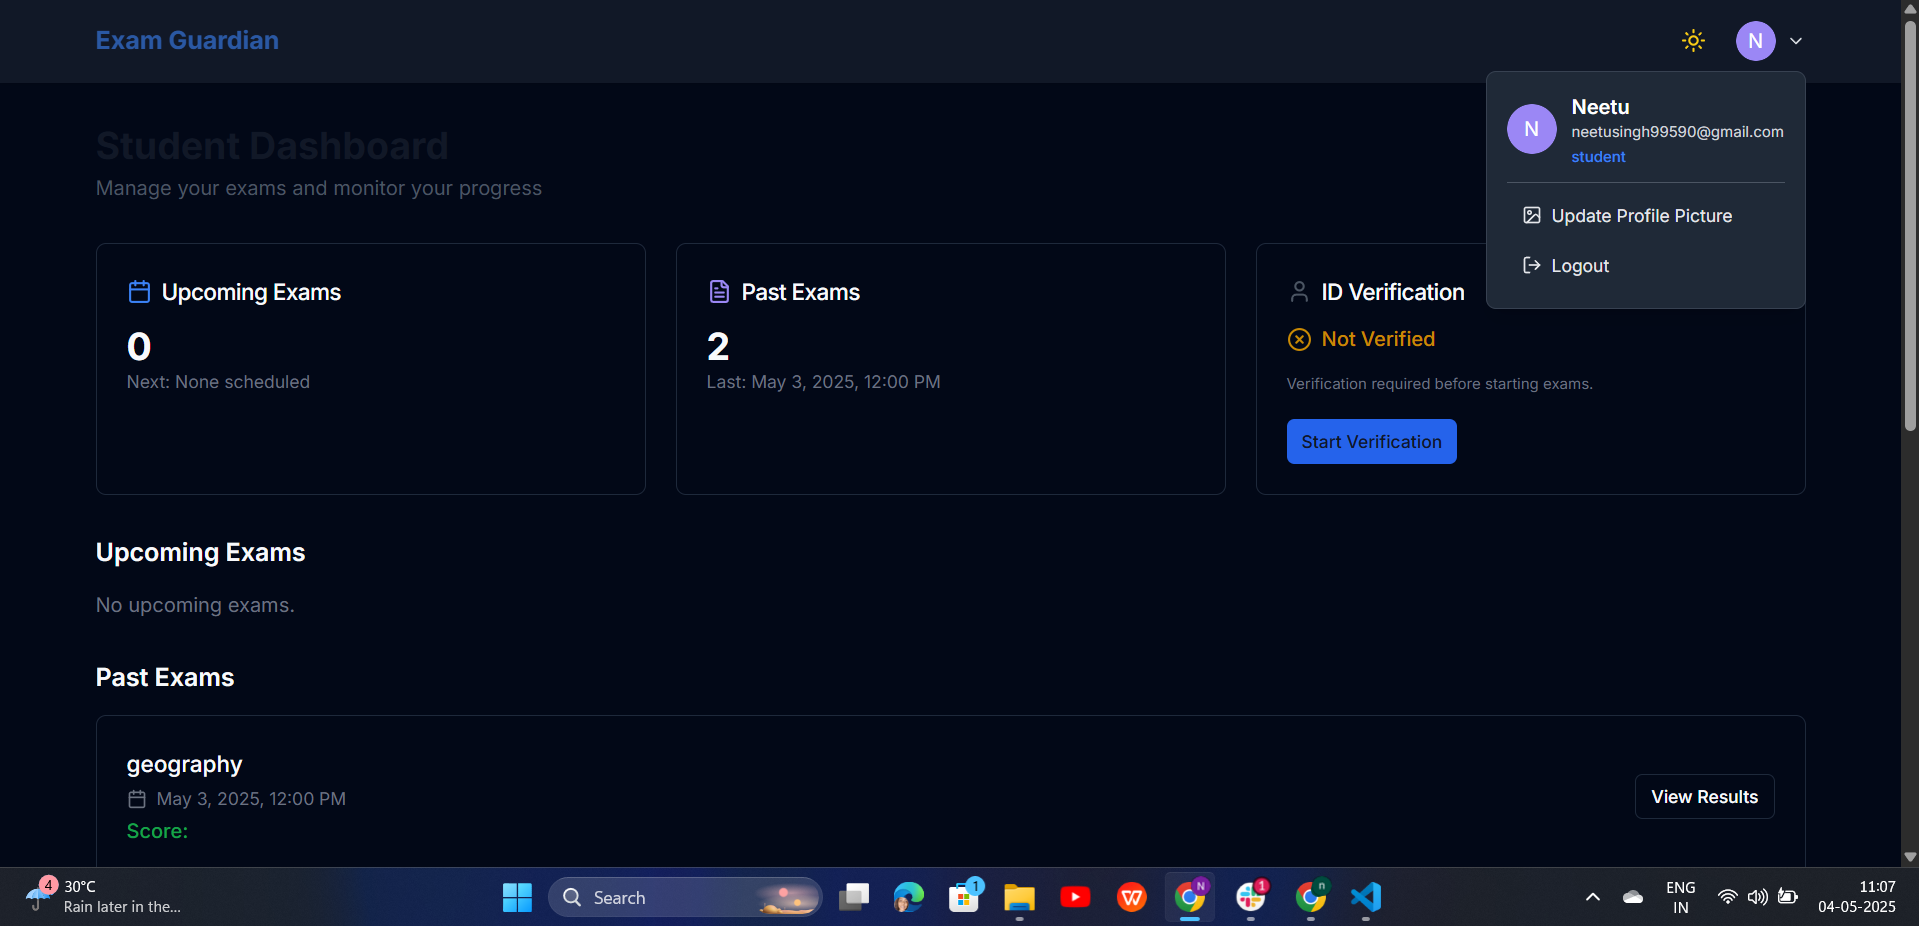 Exam Guardian
N
Neetu
N
neetusingh99590@gmail.com
student
Update Profile Picture
Logout
Student Dashboard
Manage your exams and monitor your progress
Upcoming Exams
0
Next: None scheduled
Past Exams
2
Last: May 3, 2025, 12:00 PM
ID Verification
Not Verified
Verification required before starting exams.
Start Verification
Upcoming Exams
No upcoming exams.
Past Exams
geography
May 3, 2025, 12:00 PM
Score:
View Results
4
30°C
Rain later in the...
Search
1
W
N
1
n
ENG
IN
11:07
04-05-2025